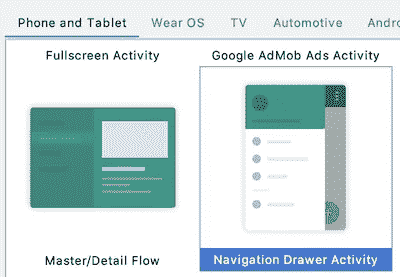 Phone and Tablet Wear OS TV Automotive Andro
Fullscreen Activity Google AdMob Ads Activity
Master/Detail Flow Navigation Drawer Activity